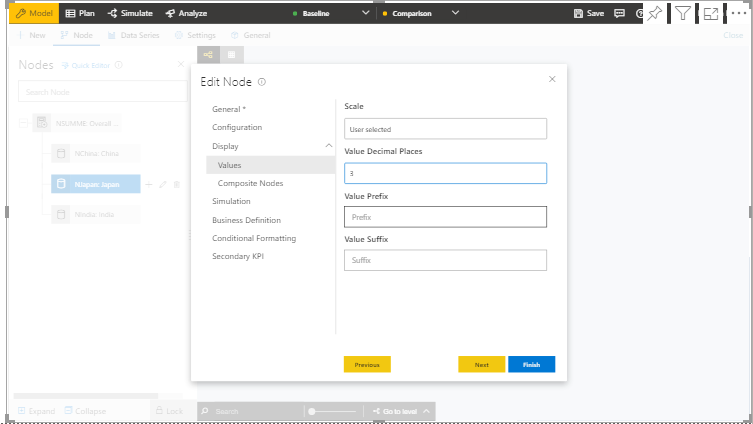 Model Plan Simulate Analyze Baseline Comparison Save
New Node Data Series Settings General Close
Nodes Quick Editor
Search Node
NSUMME: Overall ...
NChina: China
NJapan: Japan
NIndia: India
Edit Node
General *
Configuration
Display
Values
Composite Nodes
Simulation
Business Definition
Conditional Formatting
Secondary KPI
Scale
User selected
Value Decimal Places
3
Value Prefix
Prefix
Value Suffix
Suffix
Previous Next Finish
Expand Collapse Lock Search Go to level